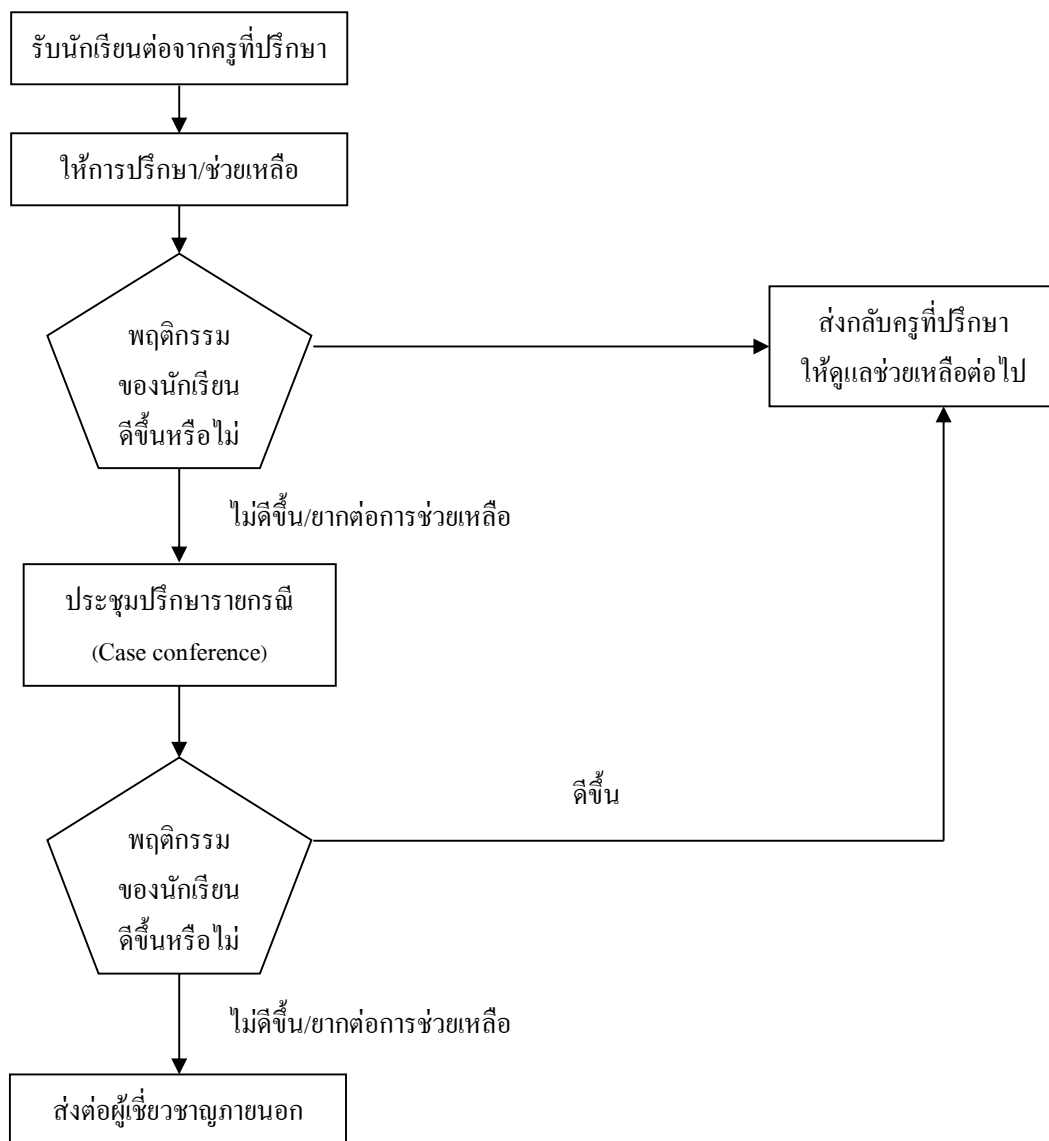 รับนักเรียนต่อจากครูที่ปรึกษา
ให้การปรึกษา/ช่วยเหลือ
พฤติกรรม
ของนักเรียน
ดีขึ้นหรือไม่
ส่งกลับครูที่ปรึกษา
ให้ดูแลช่วยเหลือต่อไป
ไม่ดีขึ้น/ยากต่อการช่วยเหลือ
ประชุมปรึกษารายกรณี
(Case conference)
ดีขึ้น
พฤติกรรม
ของนักเรียน
ดีขึ้นหรือไม่
ไม่ดีขึ้น/ยากต่อการช่วยเหลือ
ส่งต่อผู้เชี่ยวชาญภายนอก